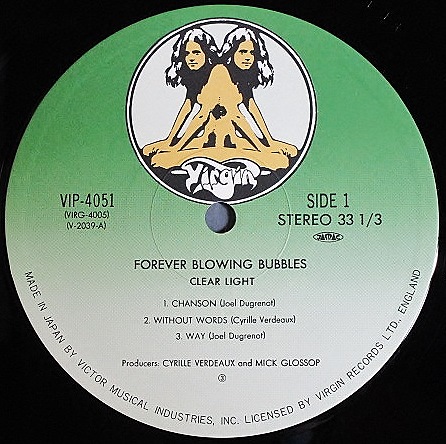 Virgin
VIP-4051
(VIRG-4005)
(V-2039-A)
SIDE 1
STEREO 33 1/3
FOREVER BLOWING BUBBLES
CLEAR LIGHT
1. CHANSON (Joel Dugrenot)
2. WITHOUT WORDS (Cyrille Verdeaux)
3. WAY (Joel Dugrenot)
Producers: CYRILLE VERDEAUX and MICK GLOSSOP
③
MADE IN JAPAN BY VICTOR MUSICAL INDUSTRIES, INC. LICENSED BY VIRGIN RECORDS LTD. ENGLAND